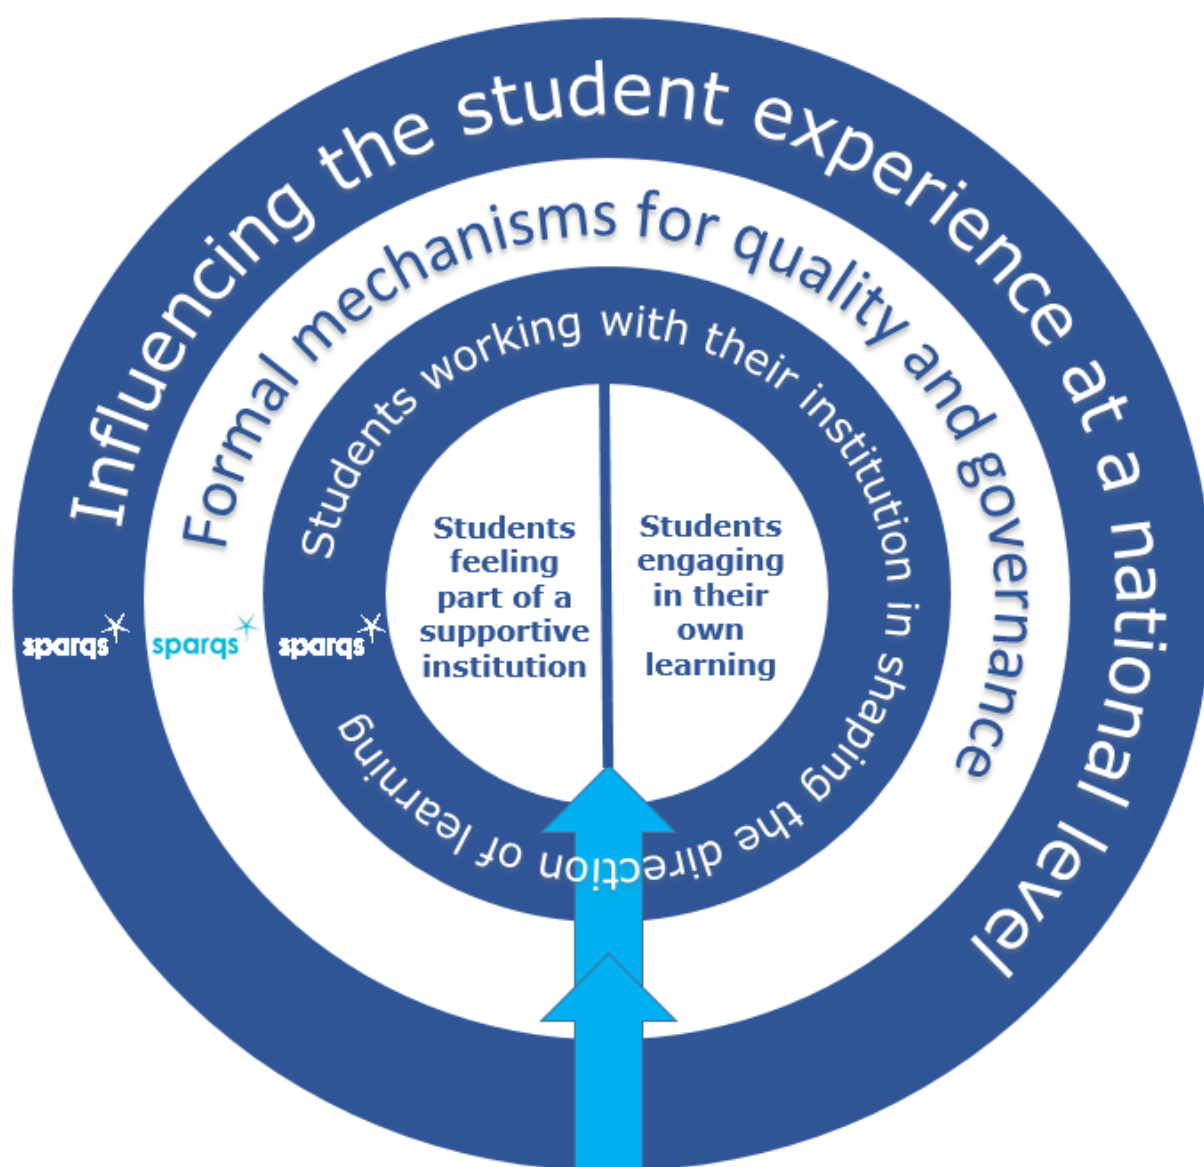 Influencing the student experience at a national level
Formal mechanisms for quality and governance
Students working with their institution in shaping the direction of learning
Students
feeling
part of a
supportive
institution
Students
engaging
in their
own
learning
sparqs
sparqs
sparqs